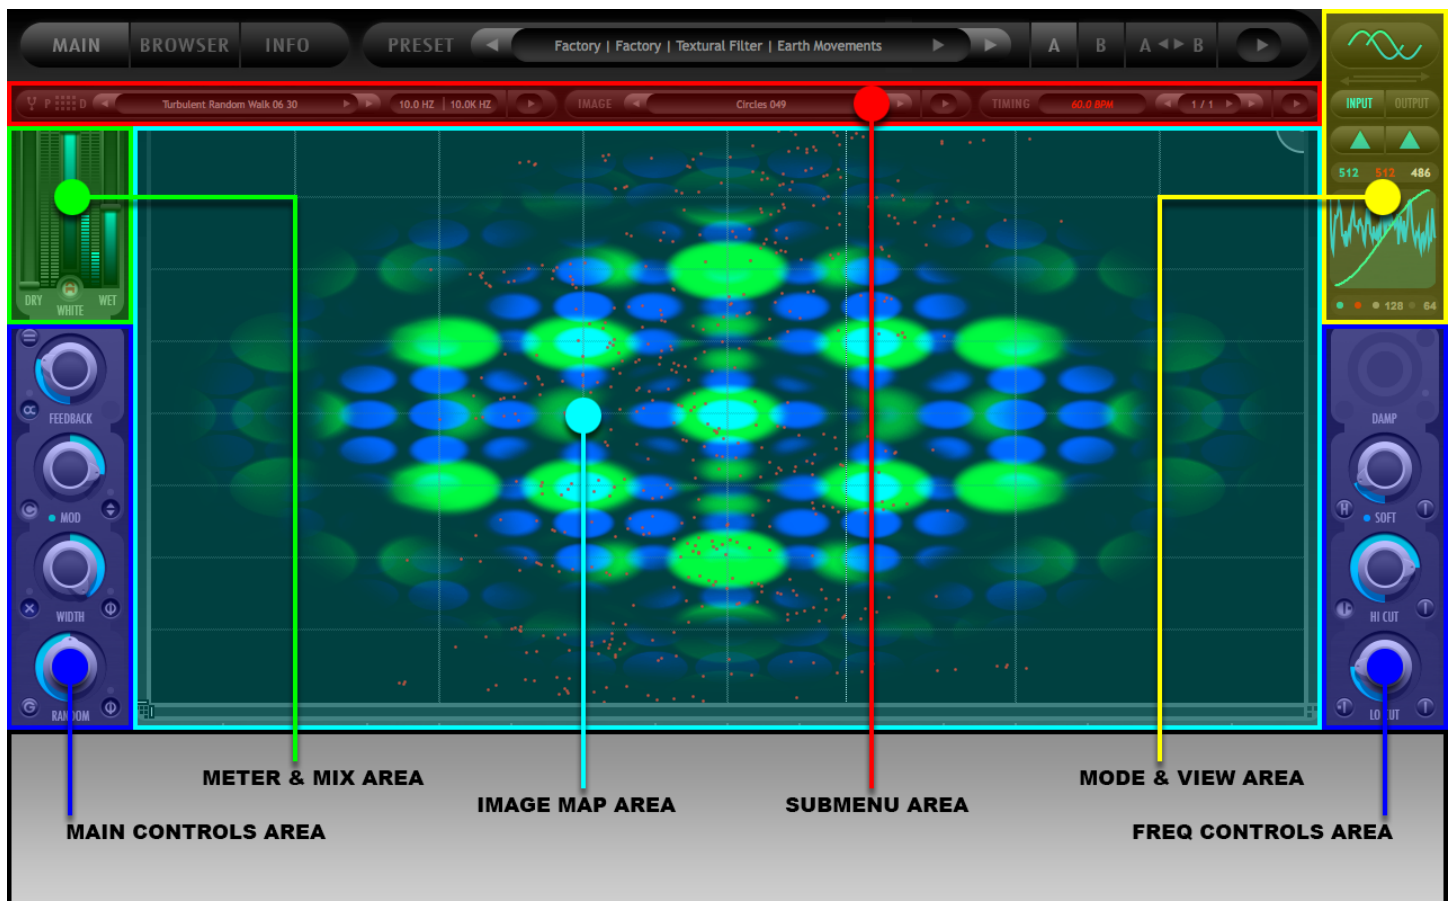 MAIN BROWSER INFO PRESET Factory | Factory | Textural Filter | Earth Movements A B A B
P D Turbulent Random Walk 06 30 10.0 HZ | 10.0K HZ IMAGE Circles 049 TIMING 60.0 BPM 1 / 1
INPUT OUTPUT
512 512 486
128 64
DRY WHITE WET
FEEDBACK
MOD
WIDTH
RANDOM
DAMP
SOFT
HI CUT
LO CUT
METER & MIX AREA
MODE & VIEW AREA
IMAGE MAP AREA
SUBMENU AREA
MAIN CONTROLS AREA
FREQ CONTROLS AREA